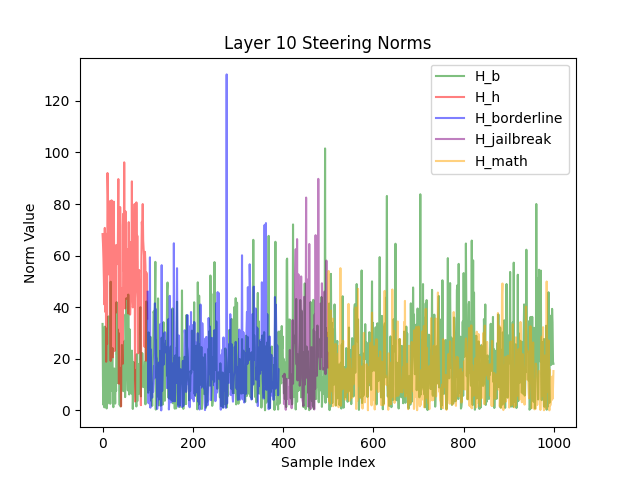 Layer 10 Steering Norms
Norm Value
120
100
80
60
40
20
0
H_b
H_h
H_borderline
H_jailbreak
H_math
0
200
400
600
800
1000
Sample Index